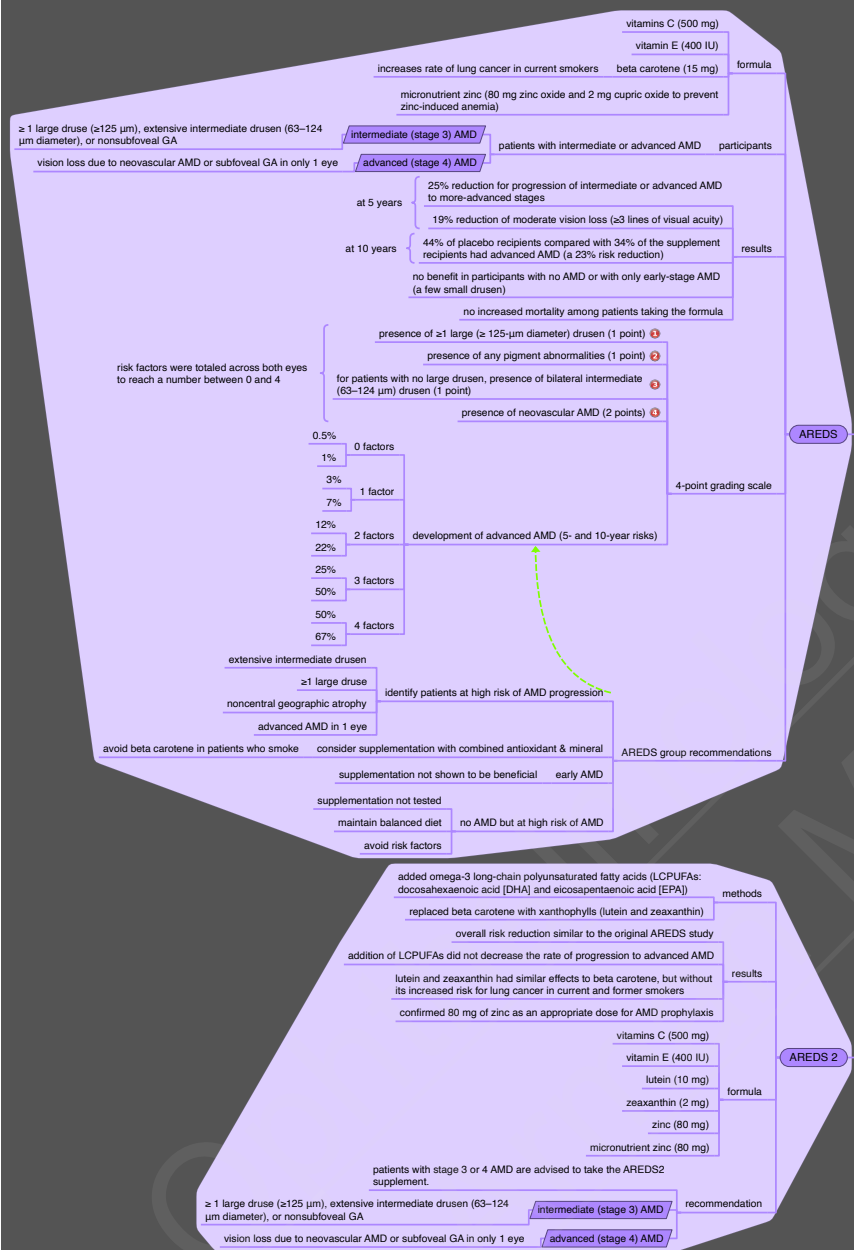 vitamins C (500 mg)
vitamin E (400 IU)
increases rate of lung cancer in current smokers
beta carotene (15 mg)
formula
micronutrient zinc (80 mg zinc oxide and 2 mg cupric oxide to prevent
zinc-induced anemia)
≥ 1 large druse (≥125 µm), extensive intermediate drusen (63–124
µm diameter), or nonsubfoveal GA
intermediate (stage 3) AMD
patients with intermediate or advanced AMD
participants
vision loss due to neovascular AMD or subfoveal GA in only 1 eye
advanced (stage 4) AMD
at 5 years
25% reduction for progression of intermediate or advanced AMD
to more-advanced stages
19% reduction of moderate vision loss (≥3 lines of visual acuity)
at 10 years
44% of placebo recipients compared with 34% of the supplement
recipients had advanced AMD (a 23% risk reduction)
results
no benefit in participants with no AMD or with only early-stage AMD
(a few small drusen)
no increased mortality among patients taking the formula
risk factors were totaled across both eyes
to reach a number between 0 and 4
presence of ≥1 large (≥ 125-µm diameter) drusen (1 point) 1
presence of any pigment abnormalities (1 point) 2
for patients with no large drusen, presence of bilateral intermediate
(63–124 µm) drusen (1 point) 3
presence of neovascular AMD (2 points) 4
AREDS
4-point grading scale
0.5%
1%
0 factors
3%
7%
1 factor
12%
22%
2 factors
development of advanced AMD (5- and 10-year risks)
25%
50%
3 factors
50%
67%
4 factors
extensive intermediate drusen
≥1 large druse
noncentral geographic atrophy
advanced AMD in 1 eye
identify patients at high risk of AMD progression
avoid beta carotene in patients who smoke
consider supplementation with combined antioxidant & mineral
AREDS group recommendations
supplementation not shown to be beneficial
early AMD
supplementation not tested
maintain balanced diet
avoid risk factors
no AMD but at high risk of AMD
added omega-3 long-chain polyunsaturated fatty acids (LCPUFAs:
docosahexaenoic acid [DHA] and eicosapentaenoic acid [EPA])
methods
replaced beta carotene with xanthophylls (lutein and zeaxanthin)
overall risk reduction similar to the original AREDS study
addition of LCPUFAs did not decrease the rate of progression to advanced AMD
results
lutein and zeaxanthin had similar effects to beta carotene, but without
its increased risk for lung cancer in current and former smokers
confirmed 80 mg of zinc as an appropriate dose for AMD prophylaxis
AREDS 2
vitamins C (500 mg)
vitamin E (400 IU)
lutein (10 mg)
formula
zeaxanthin (2 mg)
zinc (80 mg)
micronutrient zinc (80 mg)
patients with stage 3 or 4 AMD are advised to take the AREDS2
supplement.
recommendation
≥ 1 large druse (≥125 µm), extensive intermediate drusen (63–124
µm diameter), or nonsubfoveal GA
intermediate (stage 3) AMD
vision loss due to neovascular AMD or subfoveal GA in only 1 eye
advanced (stage 4) AMD